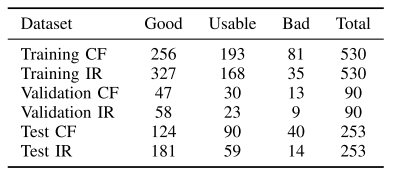 Dataset Good Usable Bad Total
Training CF 256 193 81 530
Training IR 327 168 35 530
Validation CF 47 30 13 90
Validation IR 58 23 9 90
Test CF 124 90 40 253
Test IR 181 59 14 253